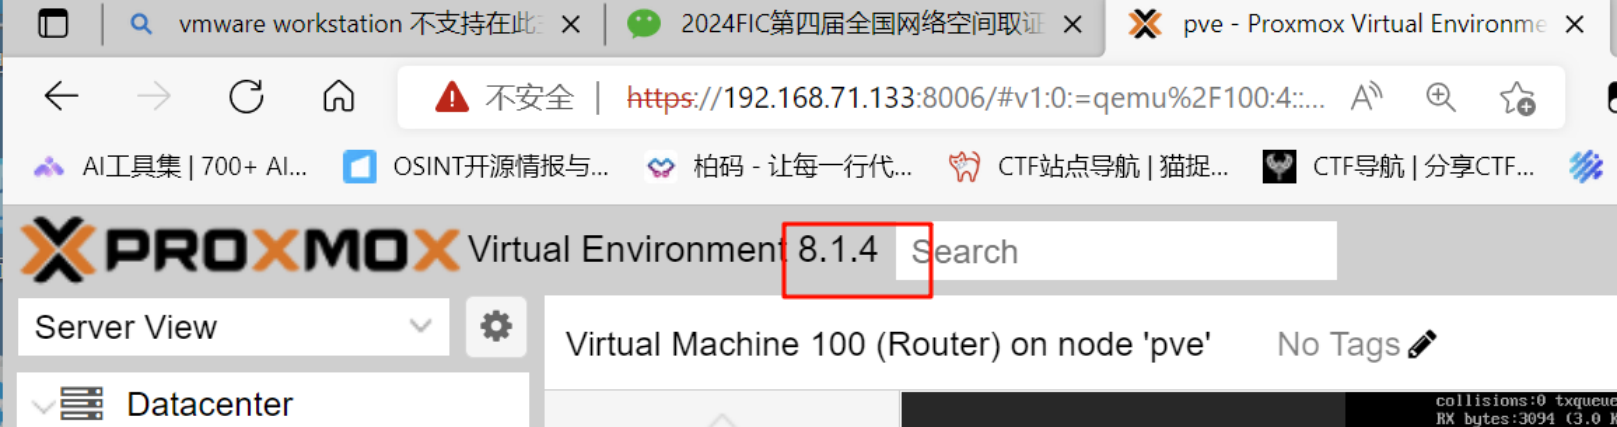 vmware workstation 不支持在此
2024FIC第四届全国网络空间取证
pve - Proxmox Virtual Environme
不安全 | https://192.168.71.133:8006/#v1:0:=qemu%2F100:4::...
AI工具集 | 700+ AI...
OSINT开源情报与...
柏码 - 让每一行代...
CTF站点导航 | 猫捉...
CTF导航 | 分享CTF...
PROXMOX Virtual Environment 8.1.4 Search
Server View
Virtual Machine 100 (Router) on node 'pve' No Tags
Datacenter
collisions:0 txqueue
RX bytes:3094 (3.0 K